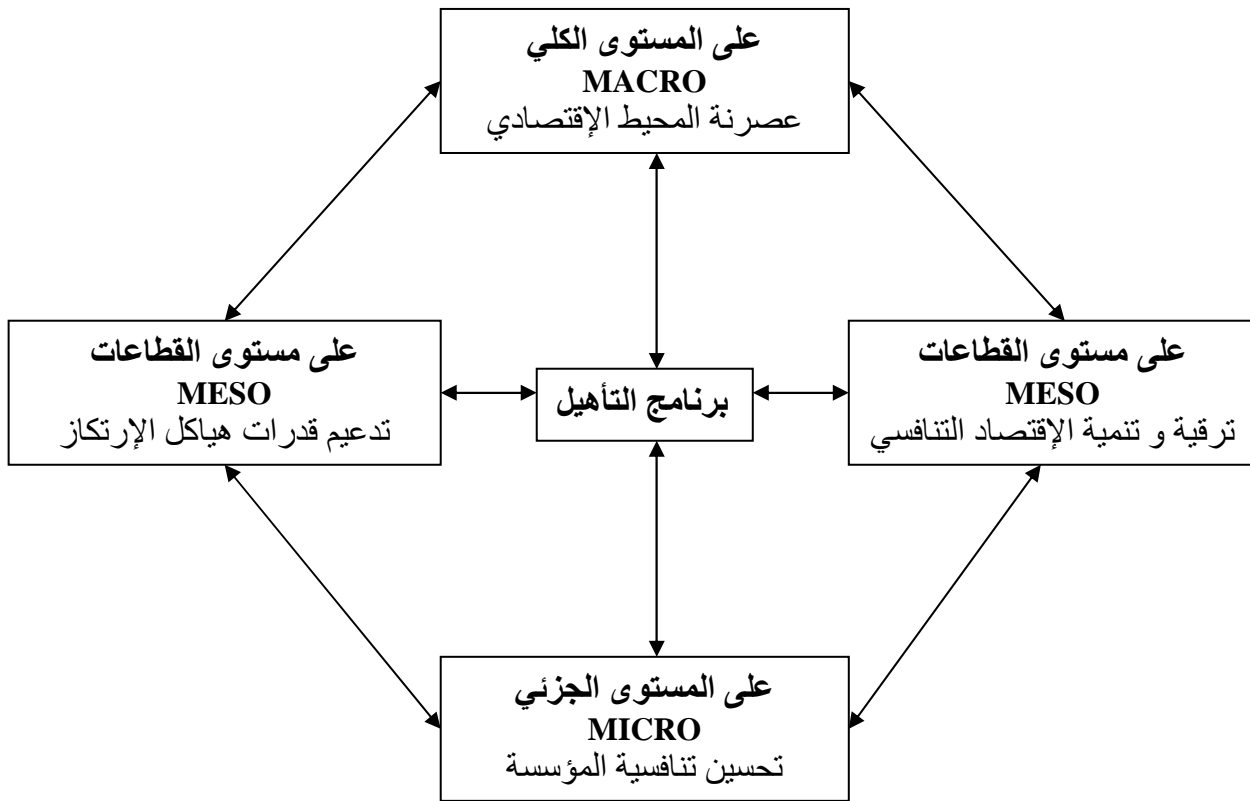 على المستوى الكلي
MACRO
عصرنة المحيط الإقتصادي
على مستوى القطاعات
MESO
ترقية و تنمية الإقتصاد التنافسي
برنامج التأهيل
على مستوى القطاعات
MESO
تدعيم قدرات هياكل الإرتكاز
على المستوى الجزئي
MICRO
تحسين تنافسية المؤسسة